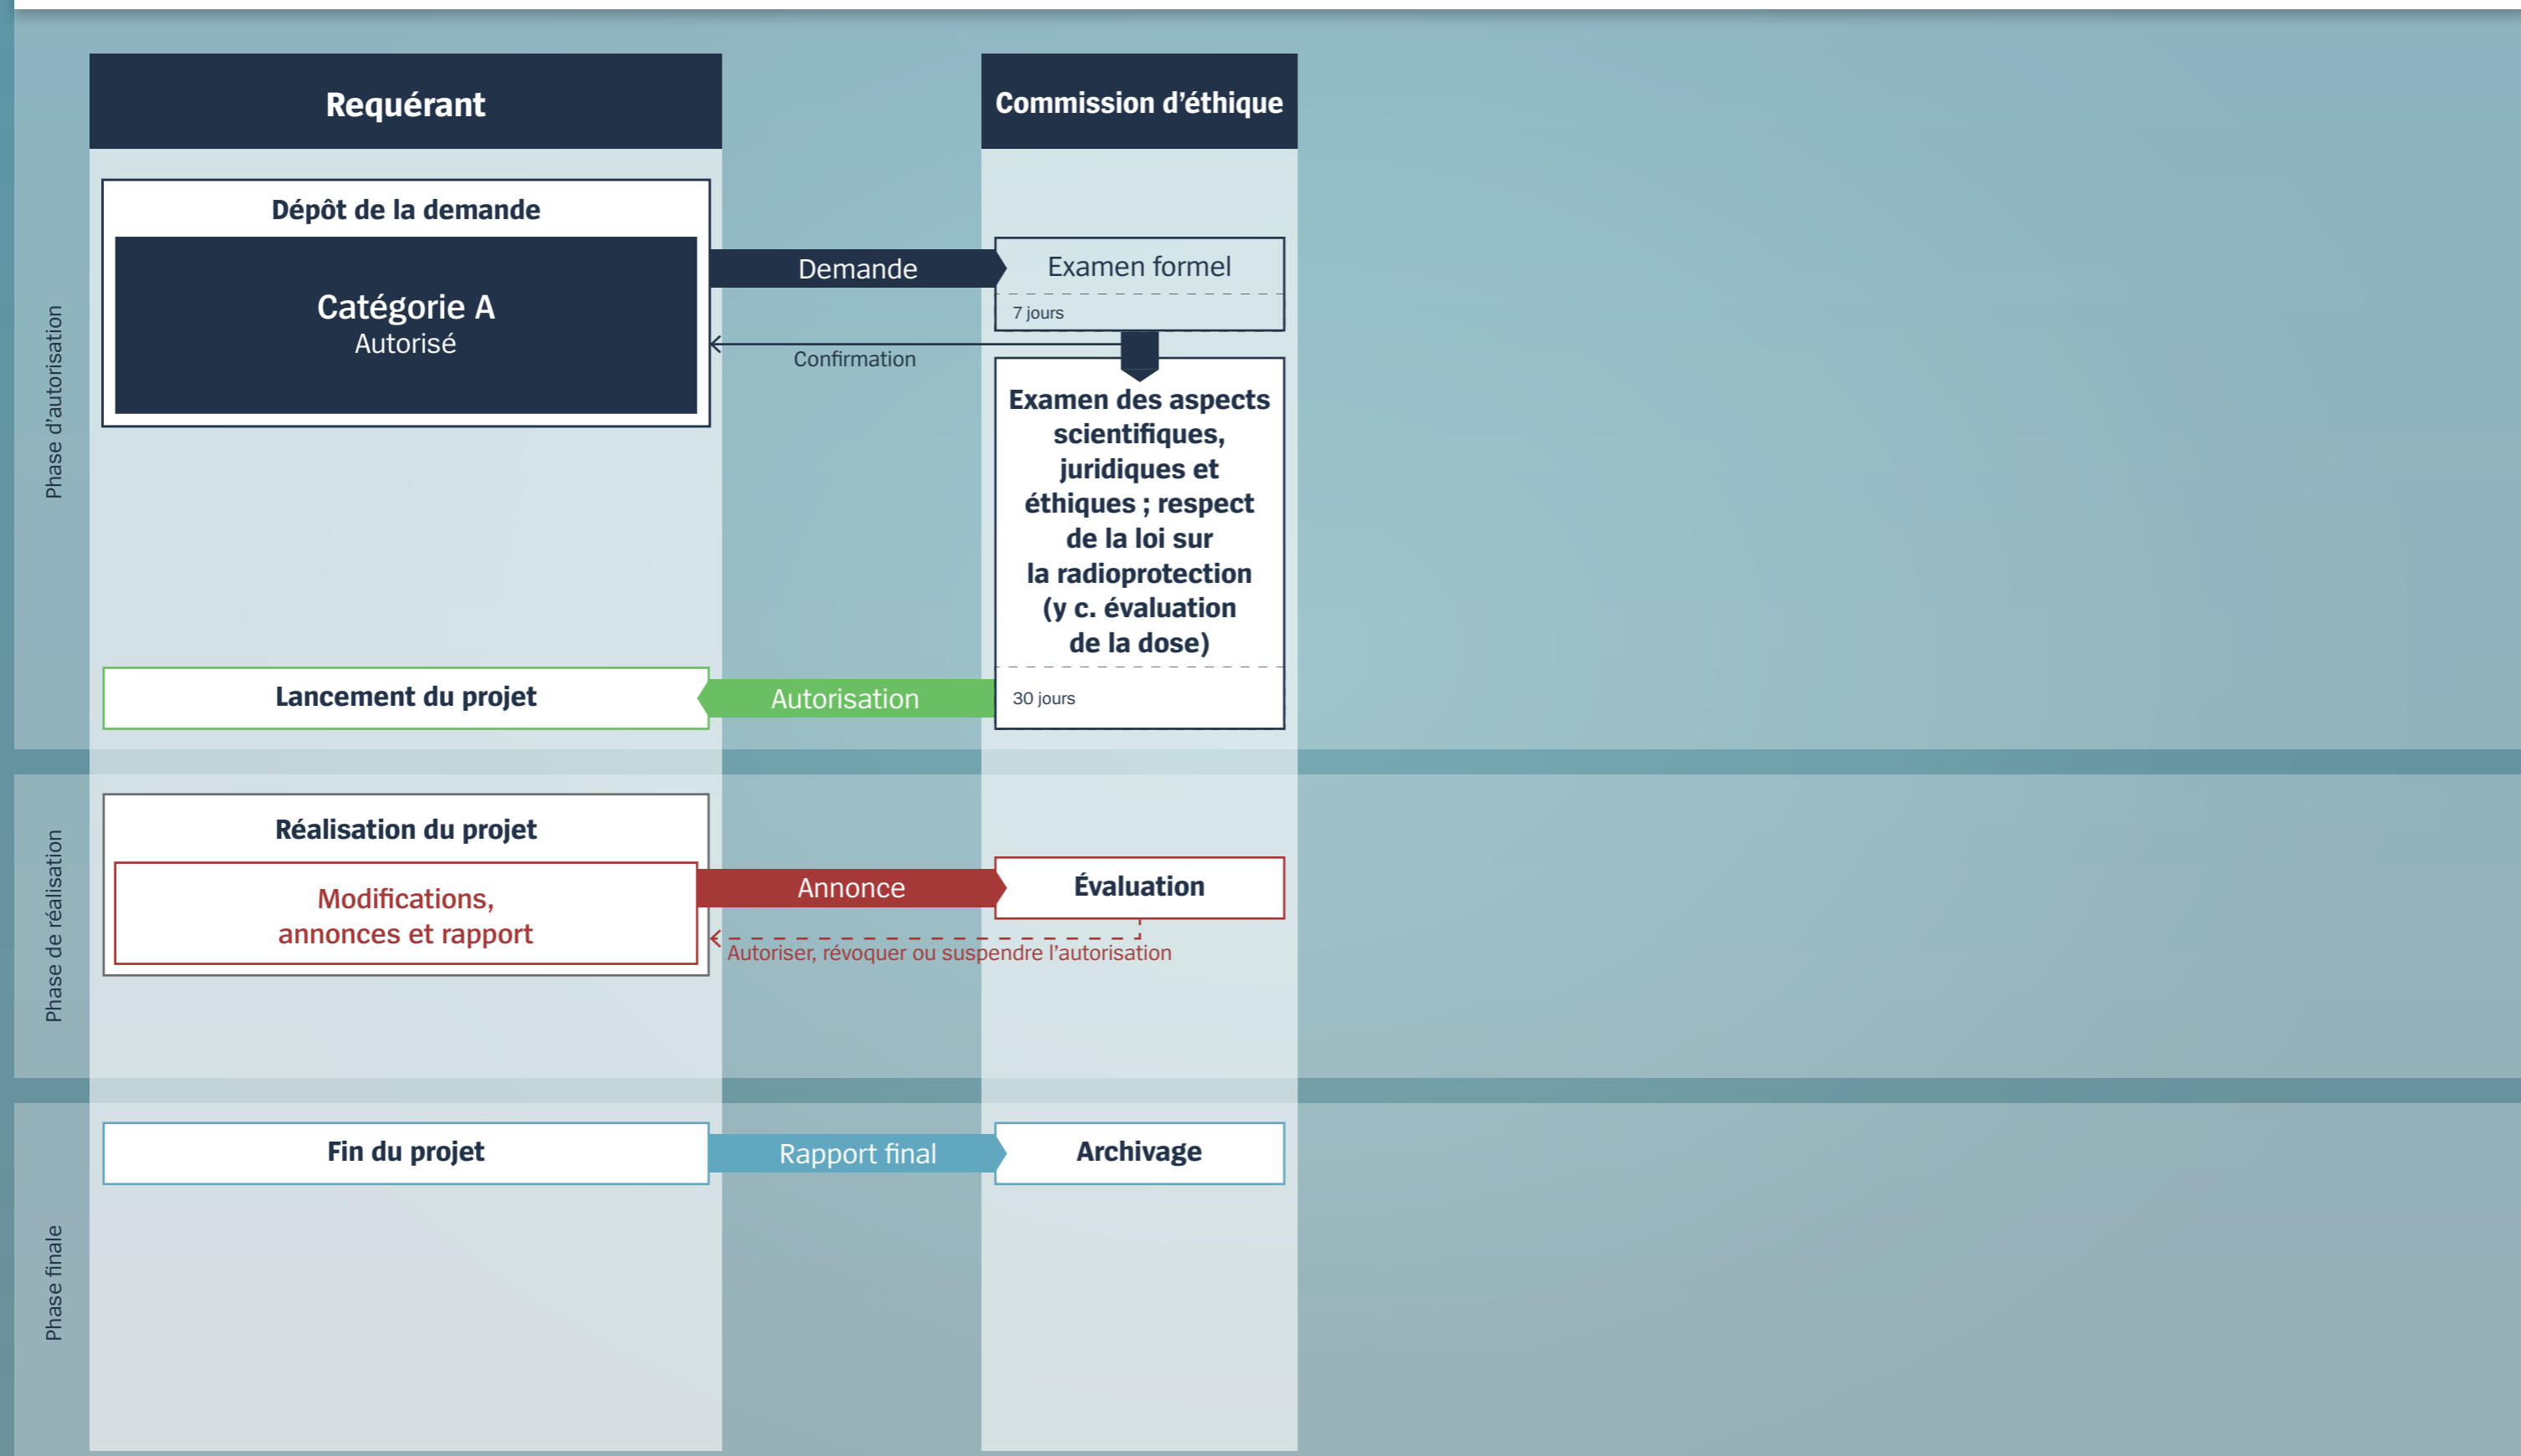 Requérant
Commission d’éthique
Phase d’autorisation
Dépôt de la demande
Catégorie A
Autorisé
Demande
Examen formel
7 jours
Confirmation
Examen des aspects
scientifiques,
juridiques et
éthiques ; respect
de la loi sur
la radioprotection
(y c. évaluation
de la dose)
30 jours
Autorisation
Lancement du projet
Phase de réalisation
Réalisation du projet
Modifications,
annonces et rapport
Annonce
Évaluation
Autoriser, révoquer ou suspendre l’autorisation
Phase finale
Fin du projet
Rapport final
Archivage